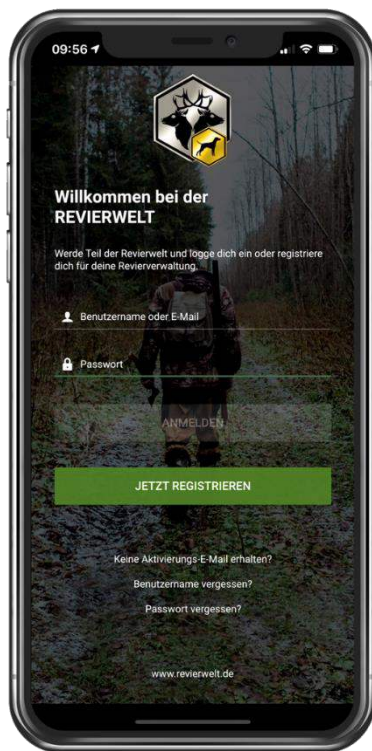 09:56
Willkommen bei der
REVIERWELT
Werde Teil der Revierwelt und logge dich ein oder registriere
dich für deine Revierverwaltung.
Benutzername oder E-Mail
Passwort
ANMELDEN
JETZT REGISTRIEREN
Keine Aktivierungs-E-Mail erhalten?
Benutzername vergessen?
Passwort vergessen?
www.revierwelt.de